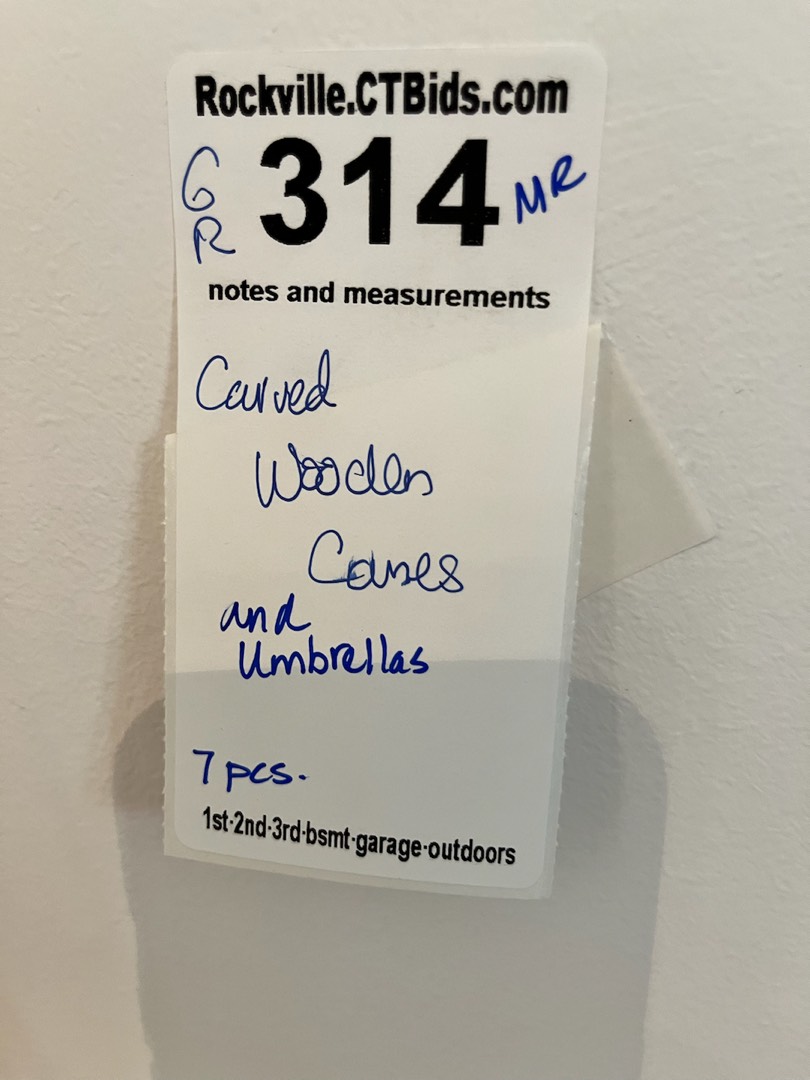 Rockville.CTBids.com
GR 314 MR
notes and measurements
Carved
Wooden
Canes
and
Umbrellas
7 pcs.
1st·2nd·3rd·bsmt·garage·outdoors